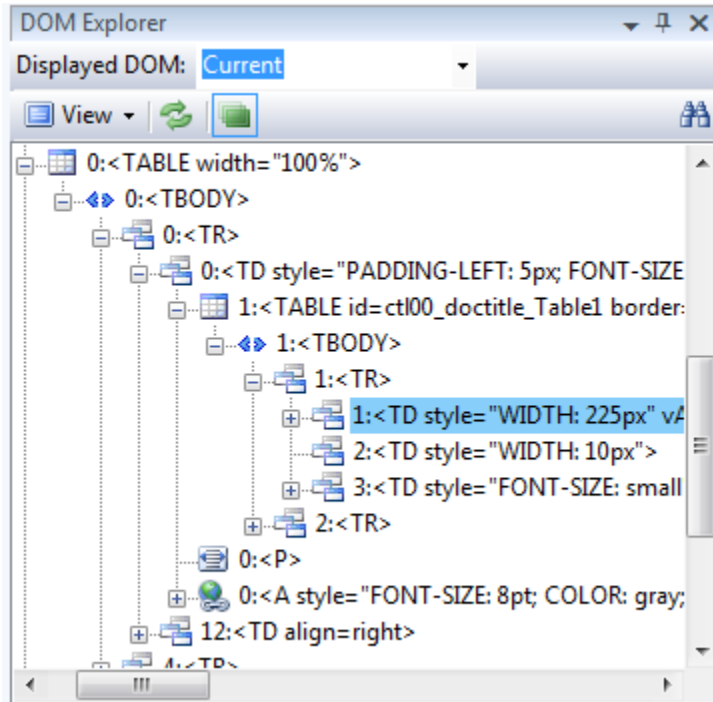 DOM Explorer
Displayed DOM: Current
View
0:<TABLE width="100%">
0:<TBODY>
0:<TR>
0:<TD style="PADDING-LEFT: 5px; FONT-SIZE
1:<TABLE id=ctl00_doctitle_Table1 border=
1:<TBODY>
1:<TR>
1:<TD style="WIDTH: 225px" vA
2:<TD style="WIDTH: 10px">
3:<TD style="FONT-SIZE: small
2:<TR>
0:<P>
0:<A style="FONT-SIZE: 8pt; COLOR: gray;
12:<TD align=right>
4:<TR>